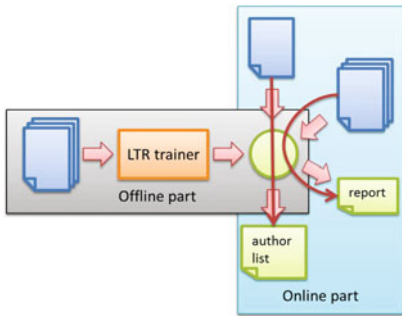 LTR trainer
Offline part
report
author
list
Online part